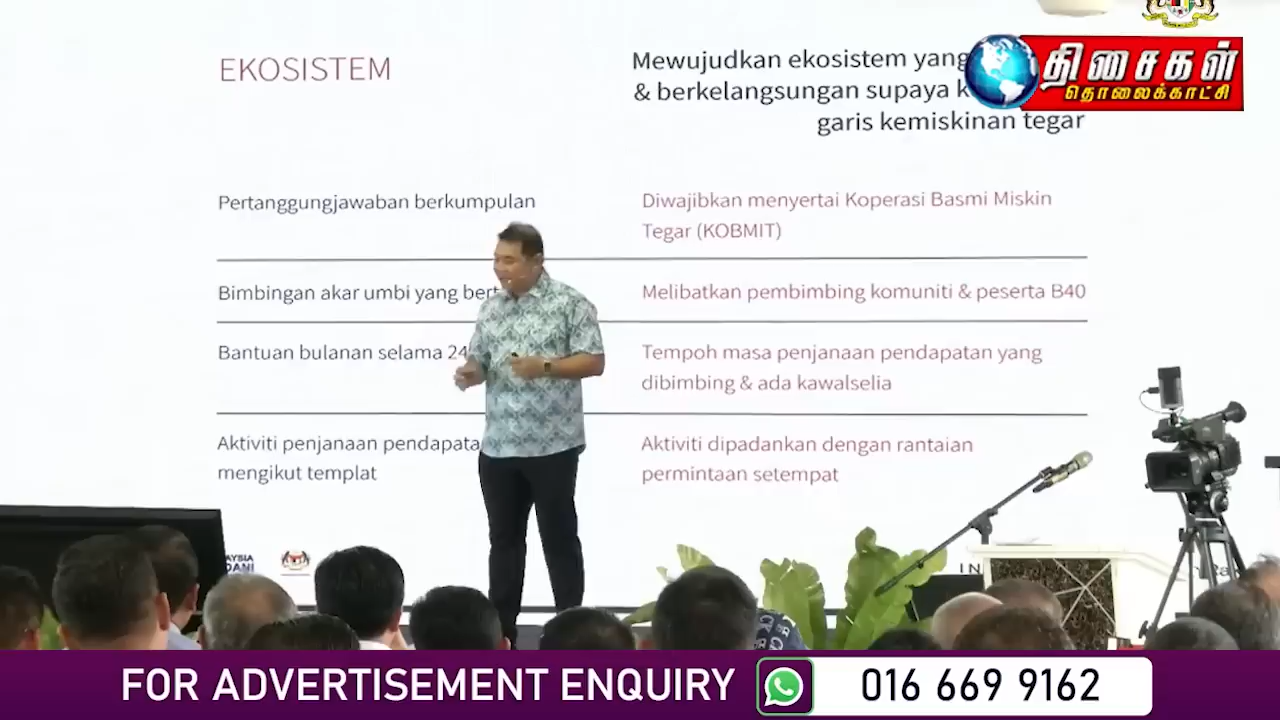 EKOSISTEM
Mewujudkan ekosistem yang
& berkelangsungan supaya
garis kemiskinan tegar
திசைகள்
தொலைக்காட்சி
Pertanggungjawaban berkumpulan
Diwajibkan menyertai Koperasi Basmi Miskin
Tegar (KOBMIT)
Bimbingan akar umbi yang
Melibatkan pembimbing komuniti & peserta B40
Bantuan bulanan selama 24
Tempoh masa penjanaan pendapatan yang
dibimbing & ada kawalselia
Aktiviti penjanaan
mengikut templat
Aktiviti dipadankan dengan rantaian
permintaan setempat
FOR ADVERTISEMENT ENQUIRY
016 669 9162